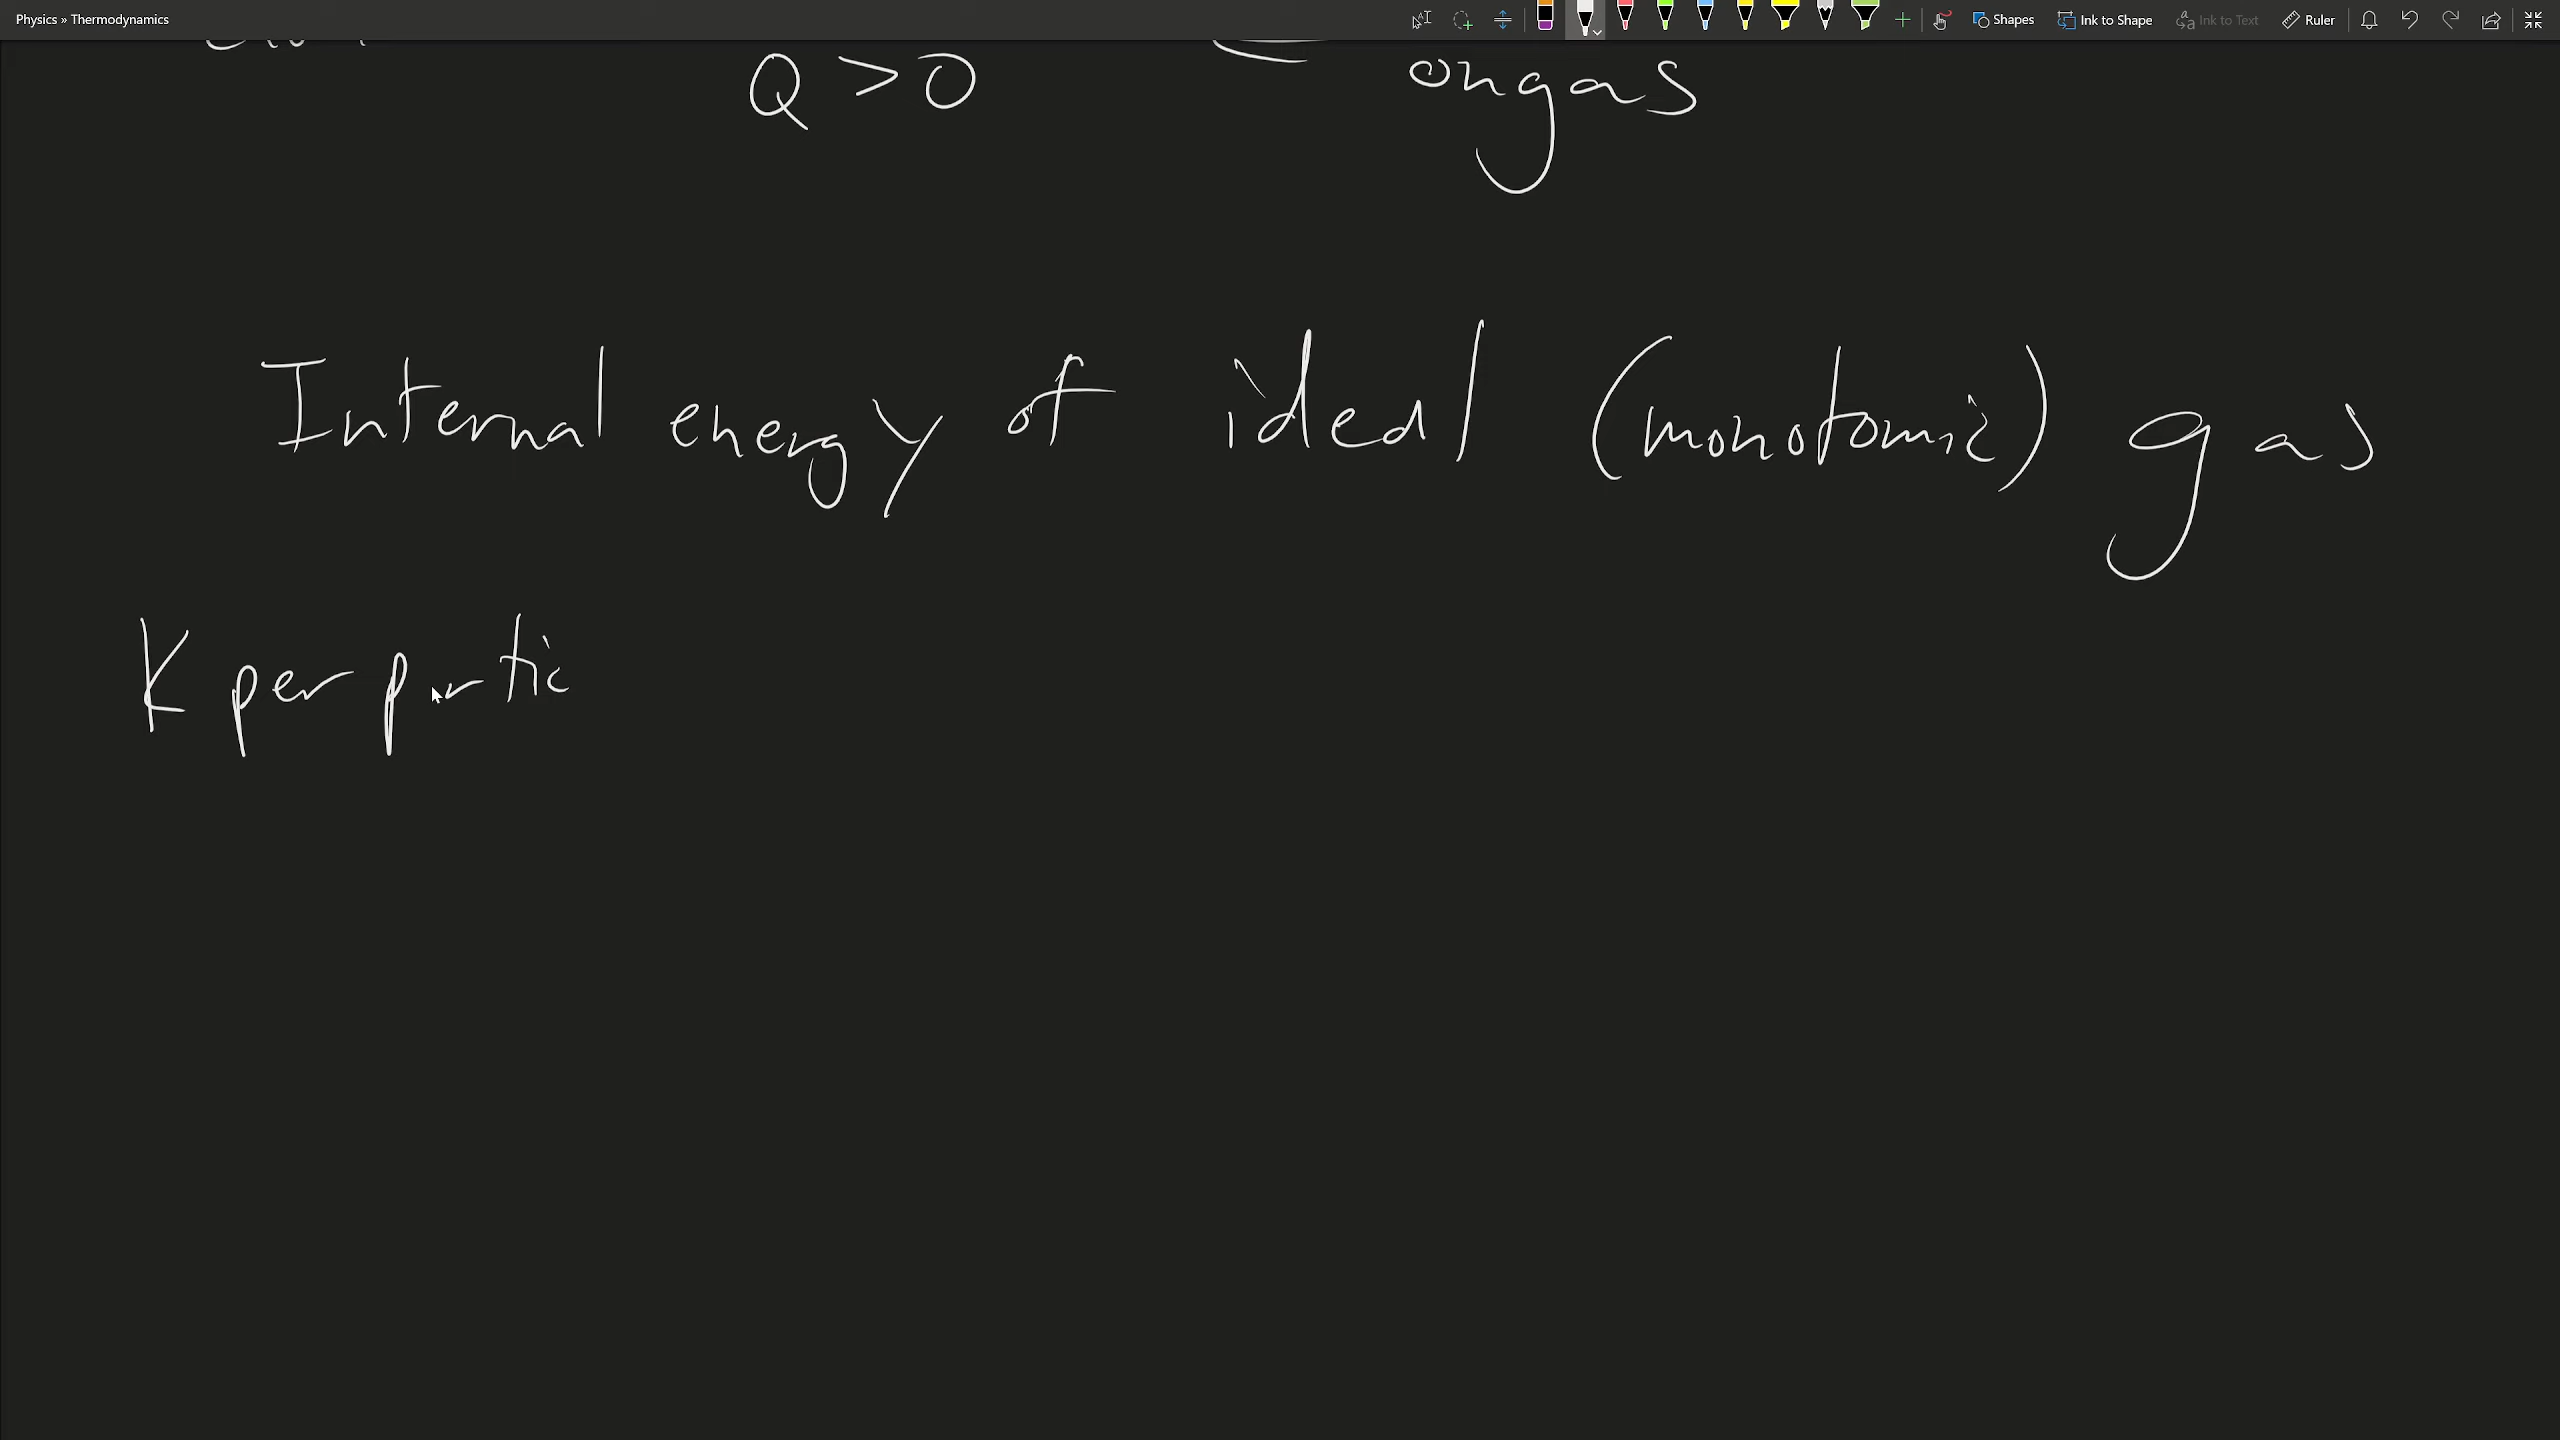 Physics » Thermodynamics
Shapes Ink to Shape Ink to Text Ruler
Q > 0 on gas
Internal energy of ideal (monotomic) gas
K per partic